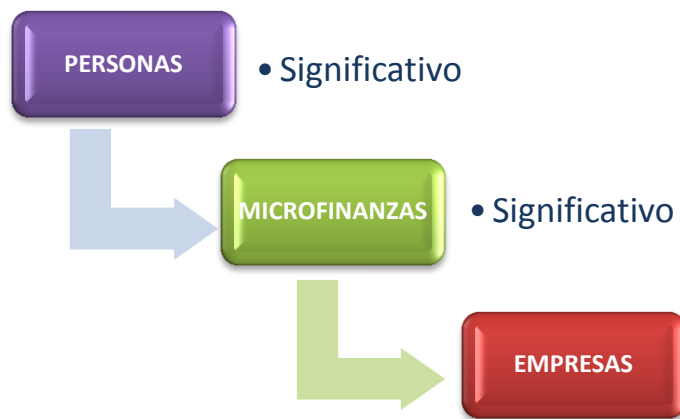 PERSONAS
• Significativo
MICROFINANZAS
• Significativo
EMPRESAS